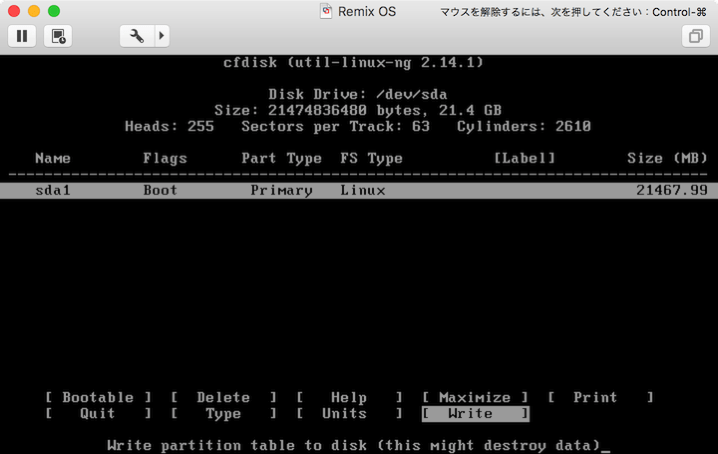 Remix OS
マウスを解除するには、次を押してください：Control-⌘
cfdisk (util-linux-ng 2.14.1)
Disk Drive: /dev/sda
Size: 21474836480 bytes, 21.4 GB
Heads: 255 Sectors per Track: 63 Cylinders: 2610
Name Flags Part Type FS Type [Label] Size (MB)
sda1 Boot Primary Linux 21467.99
[ Bootable ] [ Delete ] [ Help ] [ Maximize ] [ Print ]
[ Quit ] [ Type ] [ Units ] [ Write ]
Write partition table to disk (this might destroy data)_